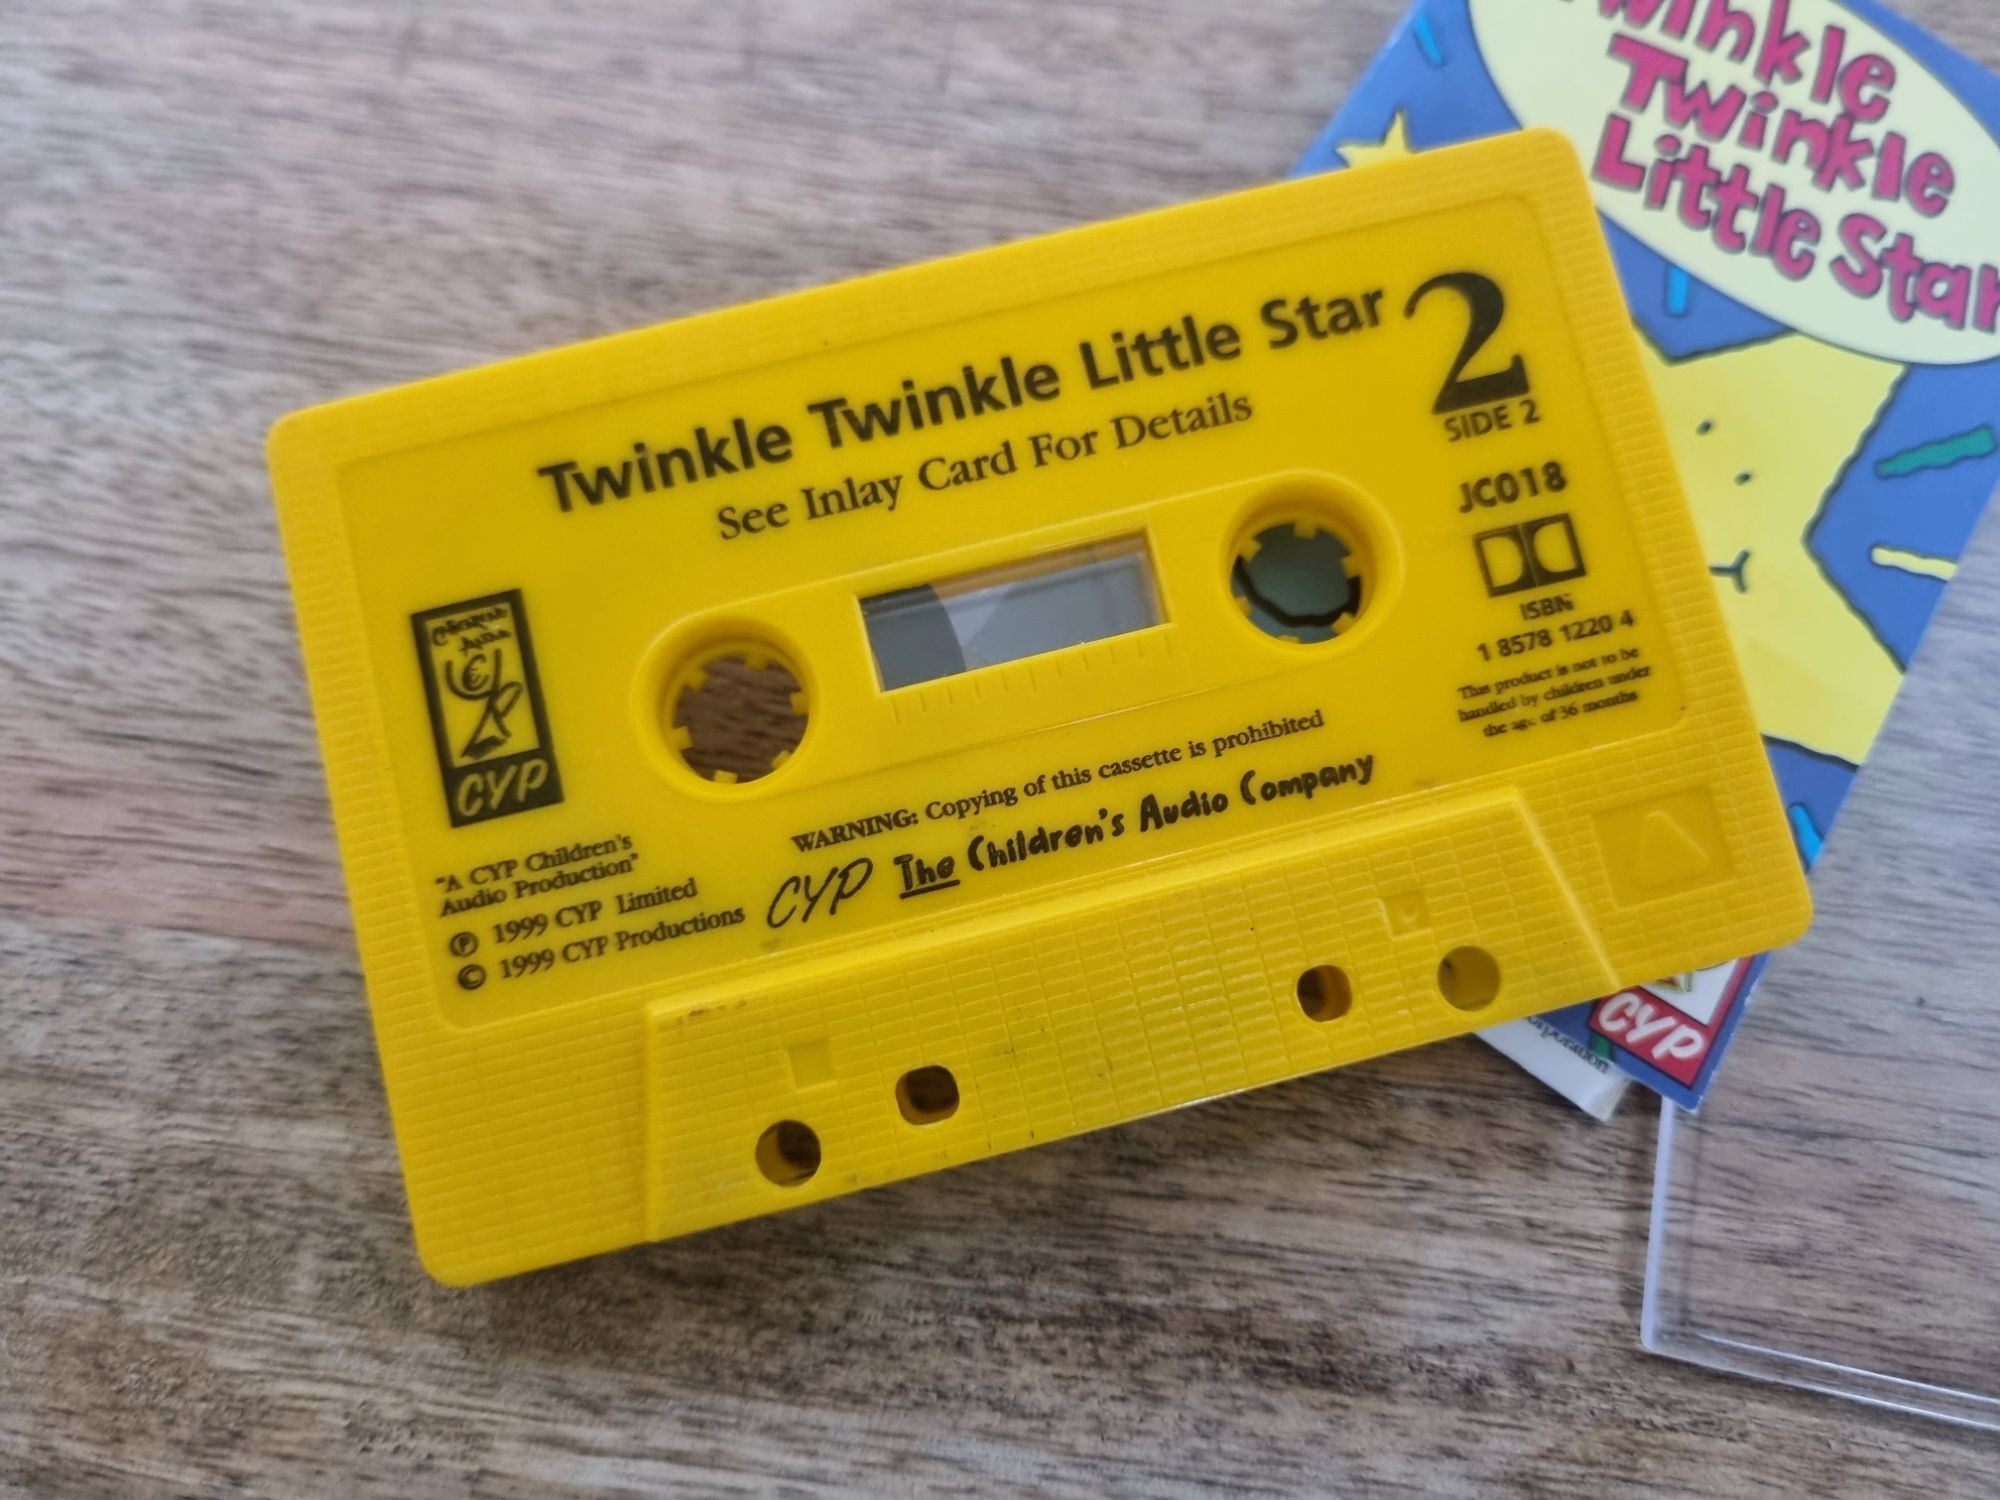 Twinkle
Twinkle
Little Star
Twinkle Twinkle Little Star
See Inlay Card For Details
2
SIDE 2
JC018
ISBN
1 8578 1220 4
This product is not to be
handled by children under
the age of 36 months
CYP
"A CYP Children's
Audio Production"
℗ 1999 CYP Limited
© 1999 CYP Productions
WARNING: Copying of this cassette is prohibited
CYP The Children's Audio Company
CYP